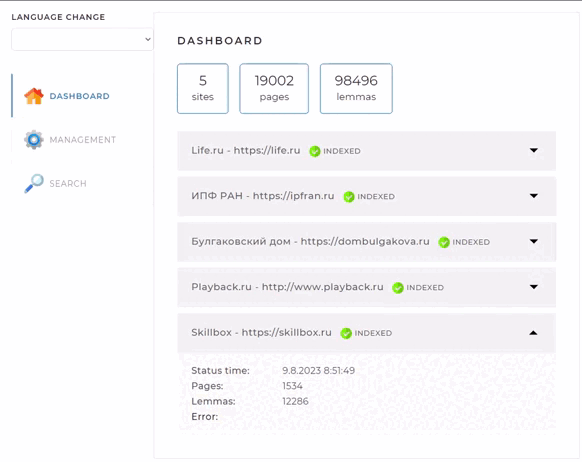 LANGUAGE CHANGE
DASHBOARD
MANAGEMENT
SEARCH
DASHBOARD
5
sites
19002
pages
98496
lemmas
Life.ru - https://life.ru INDEXED
ИПФ РАН - https://ipfran.ru INDEXED
Булгаковский дом - https://dombulgakova.ru INDEXED
Playback.ru - http://www.playback.ru INDEXED
Skillbox - https://skillbox.ru INDEXED
Status time: 9.8.2023 8:51:49
Pages: 1534
Lemmas: 12286
Error: